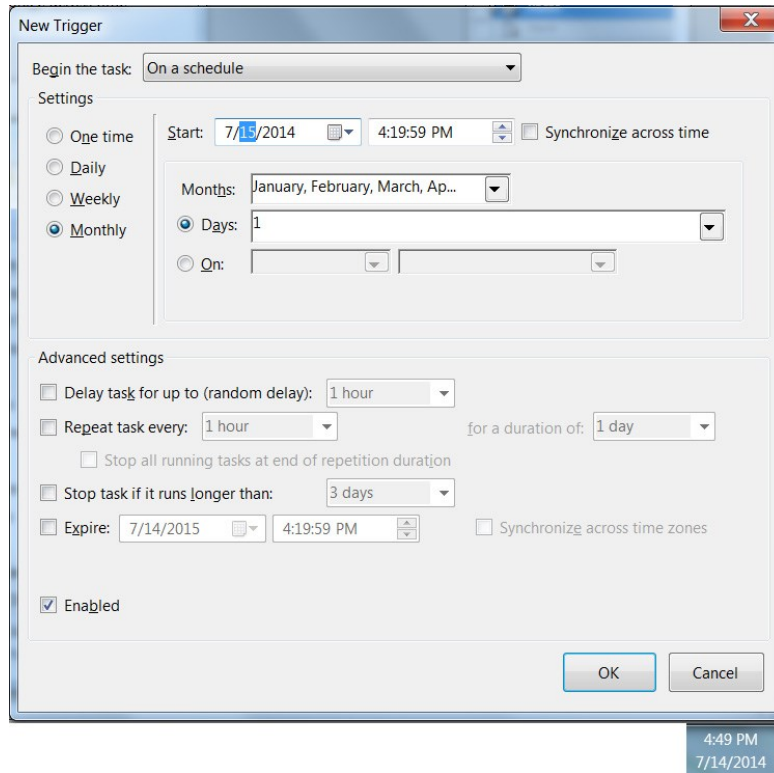 New Trigger
Begin the task: On a schedule
Settings
One time
Start: 7/15/2014 4:19:59 PM Synchronize across time
Daily
Weekly
Months: January, February, March, Ap...
Monthly
Days: 1
On:
Advanced settings
Delay task for up to (random delay): 1 hour
Repeat task every: 1 hour for a duration of: 1 day
Stop all running tasks at end of repetition duration
Stop task if it runs longer than: 3 days
Expire: 7/14/2015 4:19:59 PM Synchronize across time zones
Enabled
OK Cancel
4:49 PM
7/14/2014